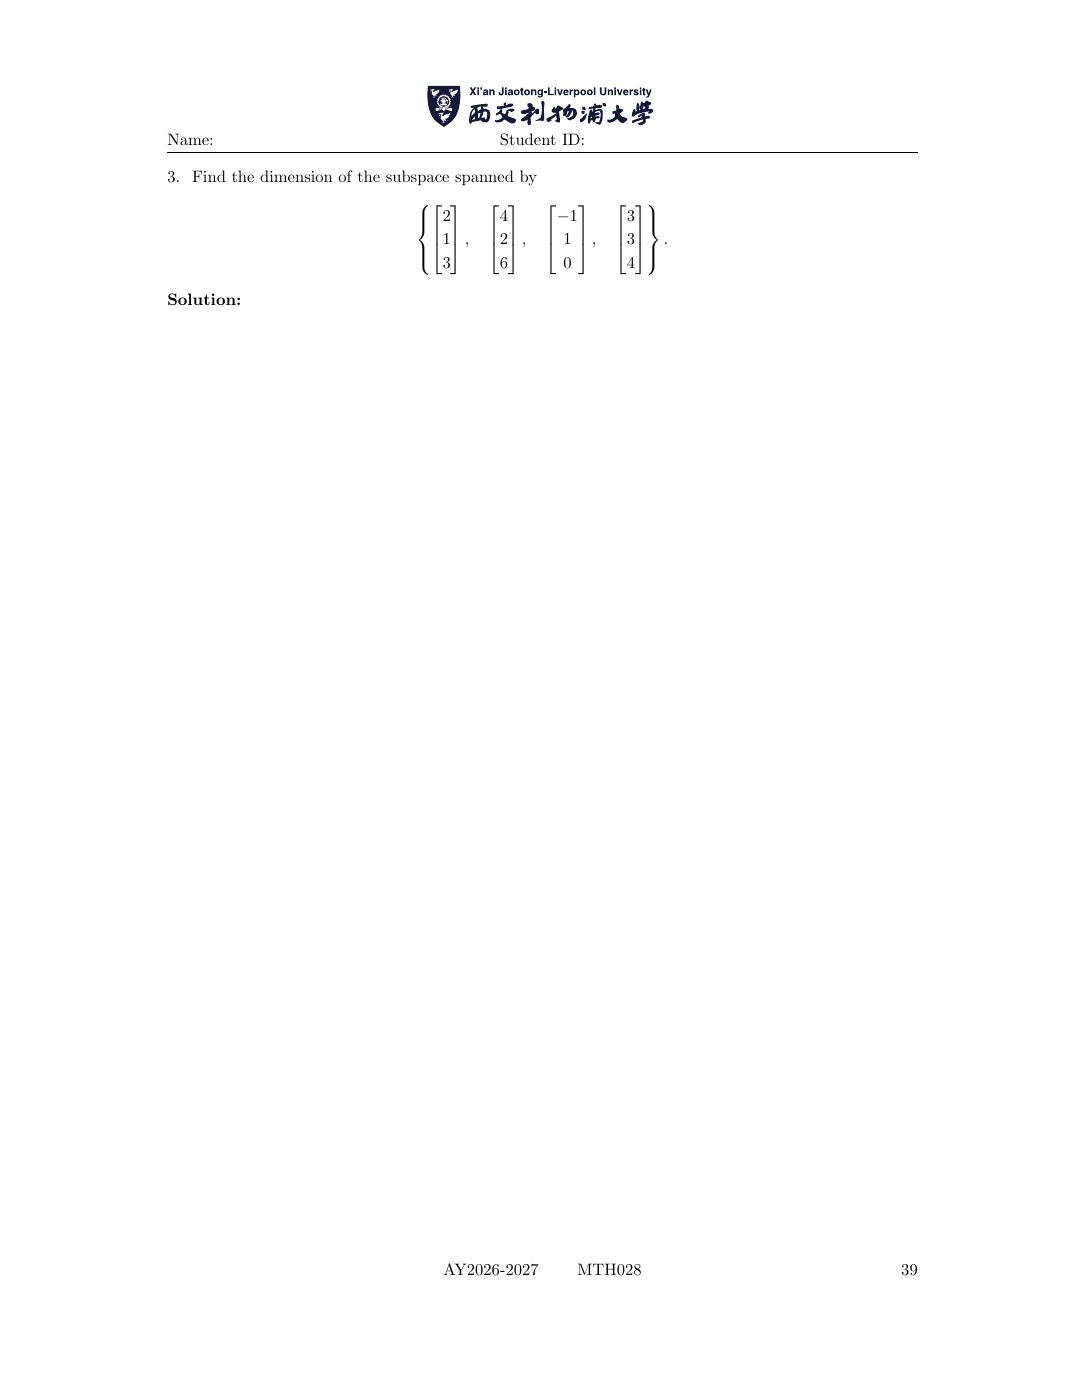 Xi'an Jiaotong-Liverpool University
西交利物浦大學
Name: Student ID:
3. Find the dimension of the subspace spanned by
{ [2 1 3], [4 2 6], [−1 1 0], [3 3 4] }.
Solution:
AY2026-2027 MTH028 39